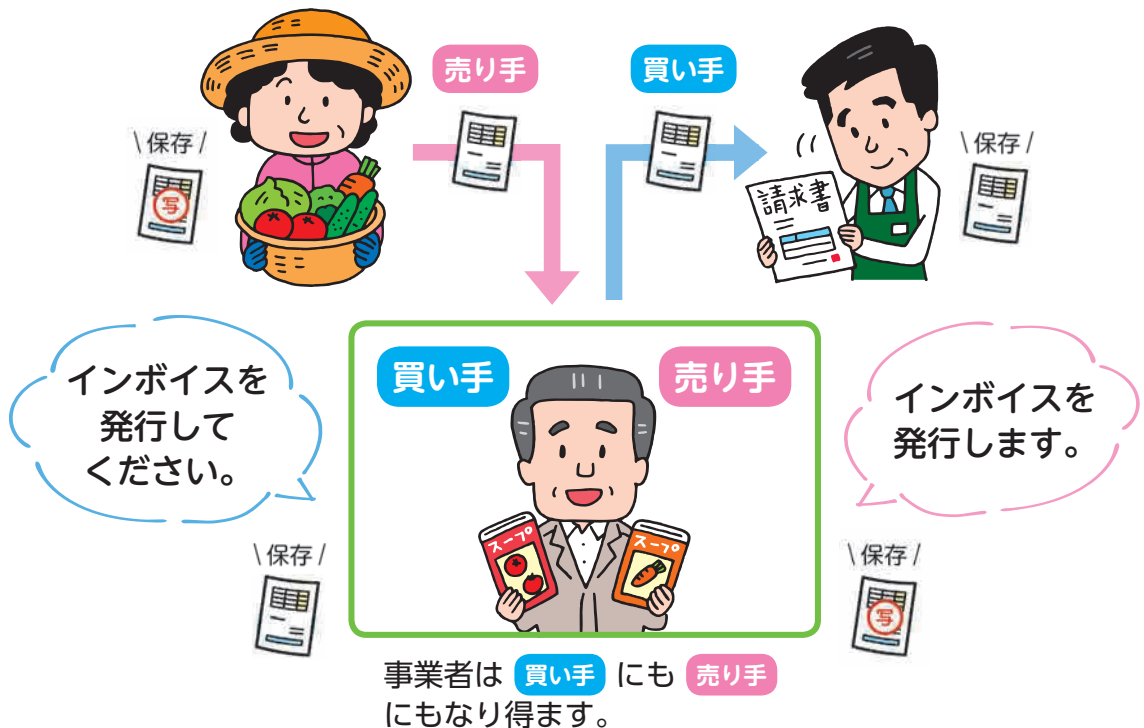 売り手
買い手
\ 保存 /
写
請求書
\ 保存 /
インボイスを
発行して
ください。
買い手
売り手
インボイスを
発行します。
スープ
スープ
\ 保存 /
\ 保存 /
写
事業者は 買い手 にも 売り手
にもなり得ます。